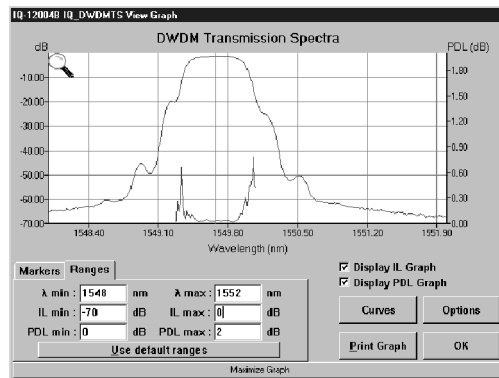 IQ-12004B IQ_DWDMTS View Graph
DWDM Transmission Spectra
dB
PDL (dB)
-10.00
-20.00
-30.00
-40.00
-50.00
-60.00
-70.00
1.80
1.50
1.20
0.90
0.60
0.30
0.00
1548.40 1549.10 1549.80 1550.50 1551.20 1551.90
Wavelength (nm)
Markers Ranges
λ min : 1548 nm λ max : 1552 nm
IL min : -70 dB IL max : 0 dB
PDL min : 0 dB PDL max : 2 dB
Use default ranges
Display IL Graph
Display PDL Graph
Curves Options
Print Graph OK
Maximize Graph